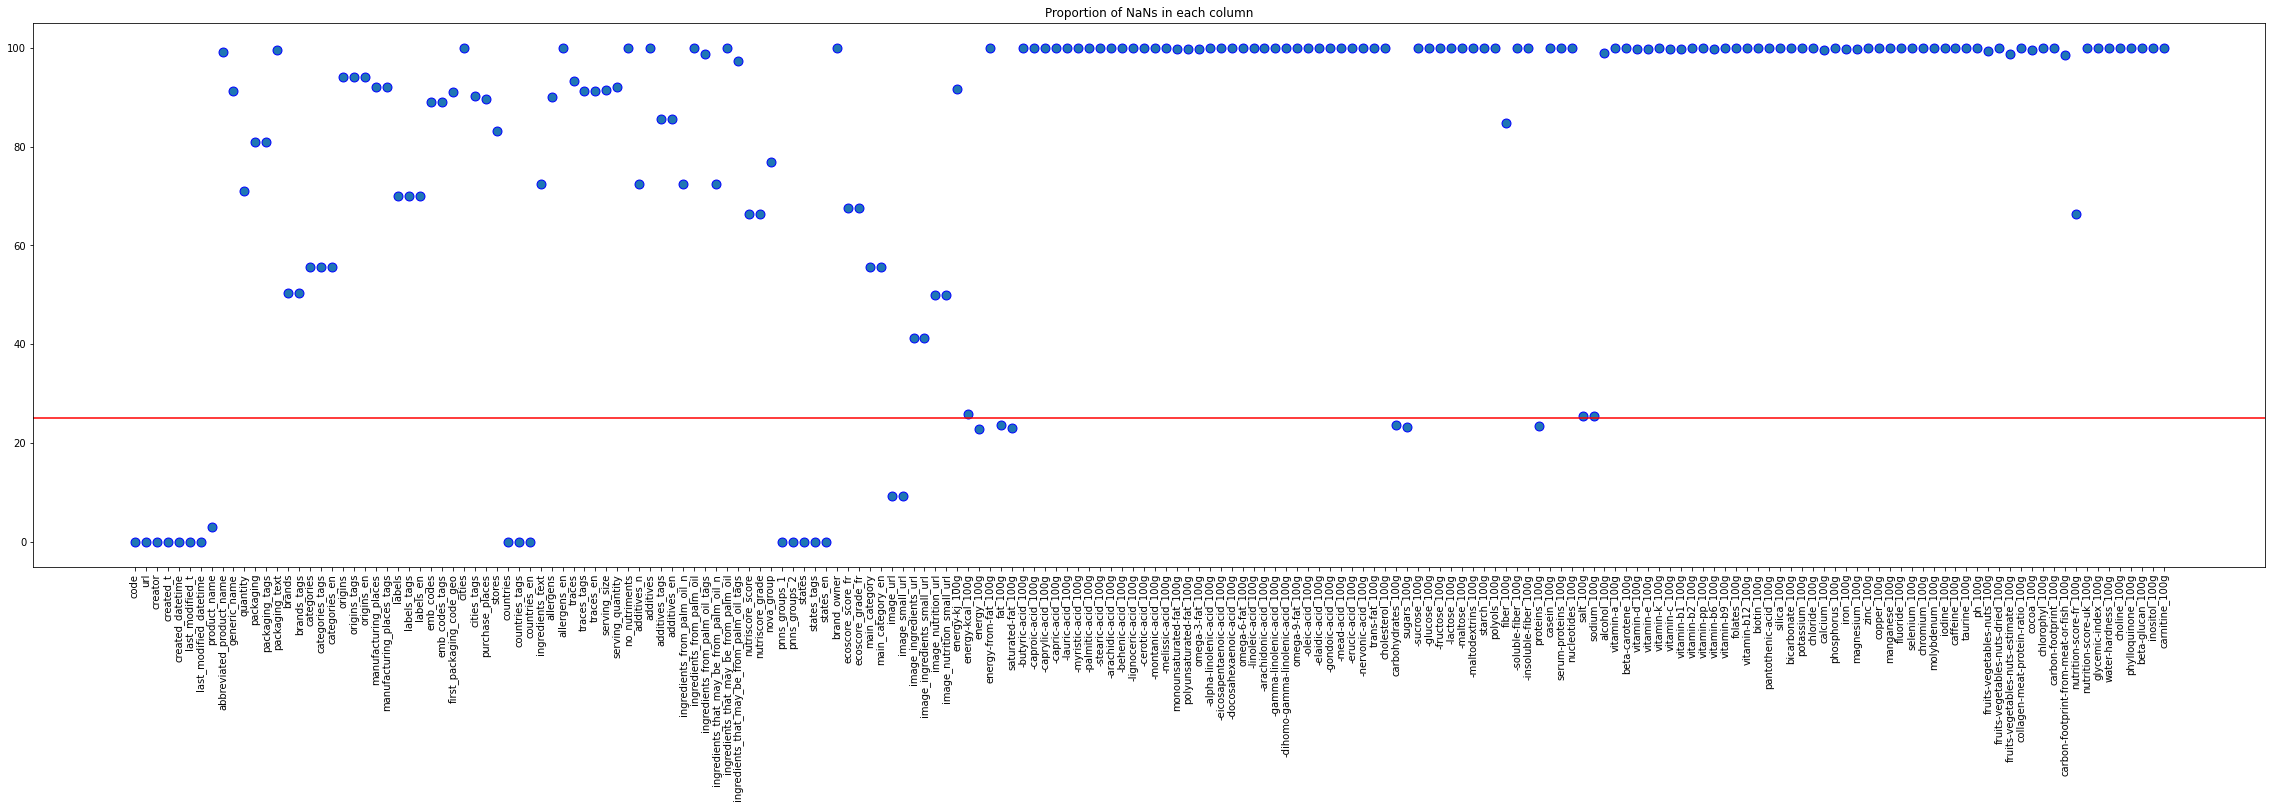 Proportion of NaNs in each column
100
80
60
40
20
0
code
url
creator
created_t
created_datetime
last_modified_t
last_modified_datetime
product_name
abbreviated_product_name
generic_name
quantity
packaging
packaging_tags
packaging_text
brands
brands_tags
categories
categories_tags
categories_en
origins
origins_tags
origins_en
manufacturing_places
manufacturing_places_tags
labels
labels_tags
labels_en
emb_codes
emb_codes_tags
first_packaging_code_geo
cities
cities_tags
purchase_places
stores
countries
countries_tags
countries_en
ingredients_text
allergens
allergens_en
traces
traces_tags
traces_en
serving_size
serving_quantity
no_nutriments
additives_n
additives
additives_tags
additives_en
ingredients_from_palm_oil_n
ingredients_from_palm_oil
ingredients_from_palm_oil_tags
ingredients_that_may_be_from_palm_oil_n
ingredients_that_may_be_from_palm_oil
ingredients_that_may_be_from_palm_oil_tags
nutriscore_score
nutriscore_grade
nova_group
pnns_groups_1
pnns_groups_2
states
states_tags
states_en
brand_owner
ecoscore_score_fr
ecoscore_grade_fr
main_category
main_category_en
image_url
image_small_url
image_ingredients_url
image_ingredients_small_url
image_nutrition_url
image_nutrition_small_url
energy-kj_100g
energy-kcal_100g
energy_100g
energy-from-fat_100g
fat_100g
saturated-fat_100g
-butyric-acid_100g
-caproic-acid_100g
-caprylic-acid_100g
-capric-acid_100g
-lauric-acid_100g
-myristic-acid_100g
-palmitic-acid_100g
-stearic-acid_100g
-arachidic-acid_100g
-behenic-acid_100g
-lignoceric-acid_100g
-cerotic-acid_100g
-montanic-acid_100g
-melissic-acid_100g
monounsaturated-fat_100g
polyunsaturated-fat_100g
omega-3-fat_100g
-alpha-linolenic-acid_100g
-eicosapentaenoic-acid_100g
-docosahexaenoic-acid_100g
omega-6-fat_100g
-linoleic-acid_100g
-arachidonic-acid_100g
-gamma-linolenic-acid_100g
-dihomo-gamma-linolenic-acid_100g
omega-9-fat_100g
-oleic-acid_100g
-elaidic-acid_100g
-gondoic-acid_100g
-mead-acid_100g
-erucic-acid_100g
-nervonic-acid_100g
trans-fat_100g
cholesterol_100g
carbohydrates_100g
sugars_100g
-sucrose_100g
-glucose_100g
-fructose_100g
-lactose_100g
-maltose_100g
-maltodextrins_100g
starch_100g
polyols_100g
fiber_100g
-soluble-fiber_100g
-insoluble-fiber_100g
proteins_100g
casein_100g
serum-proteins_100g
nucleotides_100g
salt_100g
sodium_100g
alcohol_100g
vitamin-a_100g
beta-carotene_100g
vitamin-d_100g
vitamin-e_100g
vitamin-k_100g
vitamin-c_100g
vitamin-b1_100g
vitamin-b2_100g
vitamin-pp_100g
vitamin-b6_100g
vitamin-b9_100g
folates_100g
vitamin-b12_100g
biotin_100g
pantothenic-acid_100g
silica_100g
bicarbonate_100g
potassium_100g
chloride_100g
calcium_100g
phosphorus_100g
iron_100g
magnesium_100g
zinc_100g
copper_100g
manganese_100g
fluoride_100g
selenium_100g
chromium_100g
molybdenum_100g
iodine_100g
caffeine_100g
taurine_100g
ph_100g
fruits-vegetables-nuts_100g
fruits-vegetables-nuts-dried_100g
fruits-vegetables-nuts-estimate_100g
collagen-meat-protein-ratio_100g
cocoa_100g
chlorophyl_100g
carbon-footprint_100g
carbon-footprint-from-meat-or-fish_100g
nutrition-score-fr_100g
nutrition-score-uk_100g
glycemic-index_100g
water-hardness_100g
choline_100g
phylloquinone_100g
beta-glucan_100g
inositol_100g
carnitine_100g